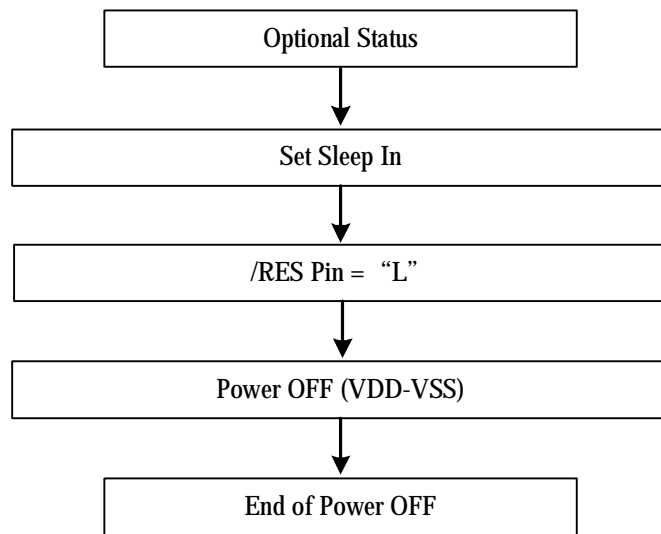 Optional Status
Set Sleep In
/RES Pin = “L”
Power OFF (VDD-VSS)
End of Power OFF